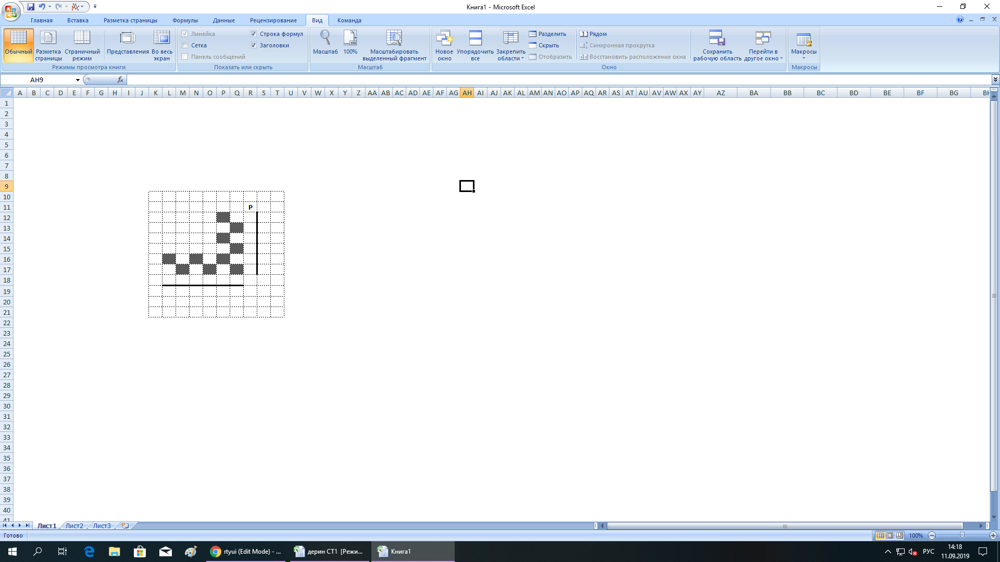 Книга1 - Microsoft Excel
Главная Вставка Разметка страницы Формулы Данные Рецензирование Вид Команда
Обычный Разметка страницы Страничный режим Представления Во весь экран
Режимы просмотра книги
Линейка Строка формул
Сетка Заголовки
Панель сообщений
Показать или скрыть
Масштаб 100% Масштабировать выделенный фрагмент
Масштаб
Новое окно Упорядочить все Закрепить области
Разделить
Скрыть
Отобразить
Рядом
Синхронная прокрутка
Восстановить расположение окна
Сохранить рабочую область Перейти в другое окно
Окно
Макросы
Макросы
AH9 fx
A B C D E F G H I J K L M N O P Q R S T U V W X Y Z AA AB AC AD AE AF AG AH AI AJ AK AL AM AN AO AP AQ AR AS AT AU AV AW AX AY AZ BA BB BC BD BE BF BG BH
1
2
3
4
5
6
7
8
9
10
11 Р
12
13
14
15
16
17
18
19
20
21
22
23
24
25
26
27
28
29
30
31
32
33
34
35
36
37
38
39
40
41
Лист1 Лист2 Лист3
Готово 100%
rtyui (Edit Mode) - ... дерин СТ1 [Режи... Книга1
РУС 14:18
11.09.2019